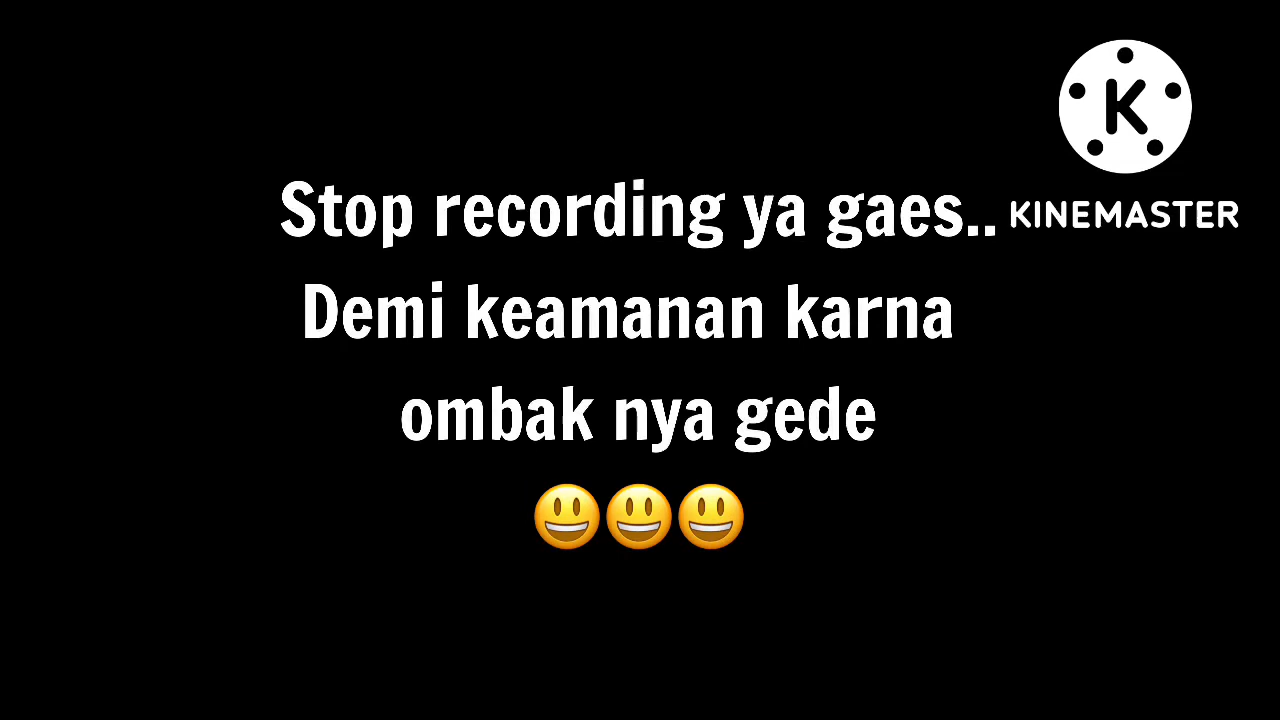 Stop recording ya gaes..
KINEMASTER
Demi keamanan karna
ombak nya gede
😃😃😃